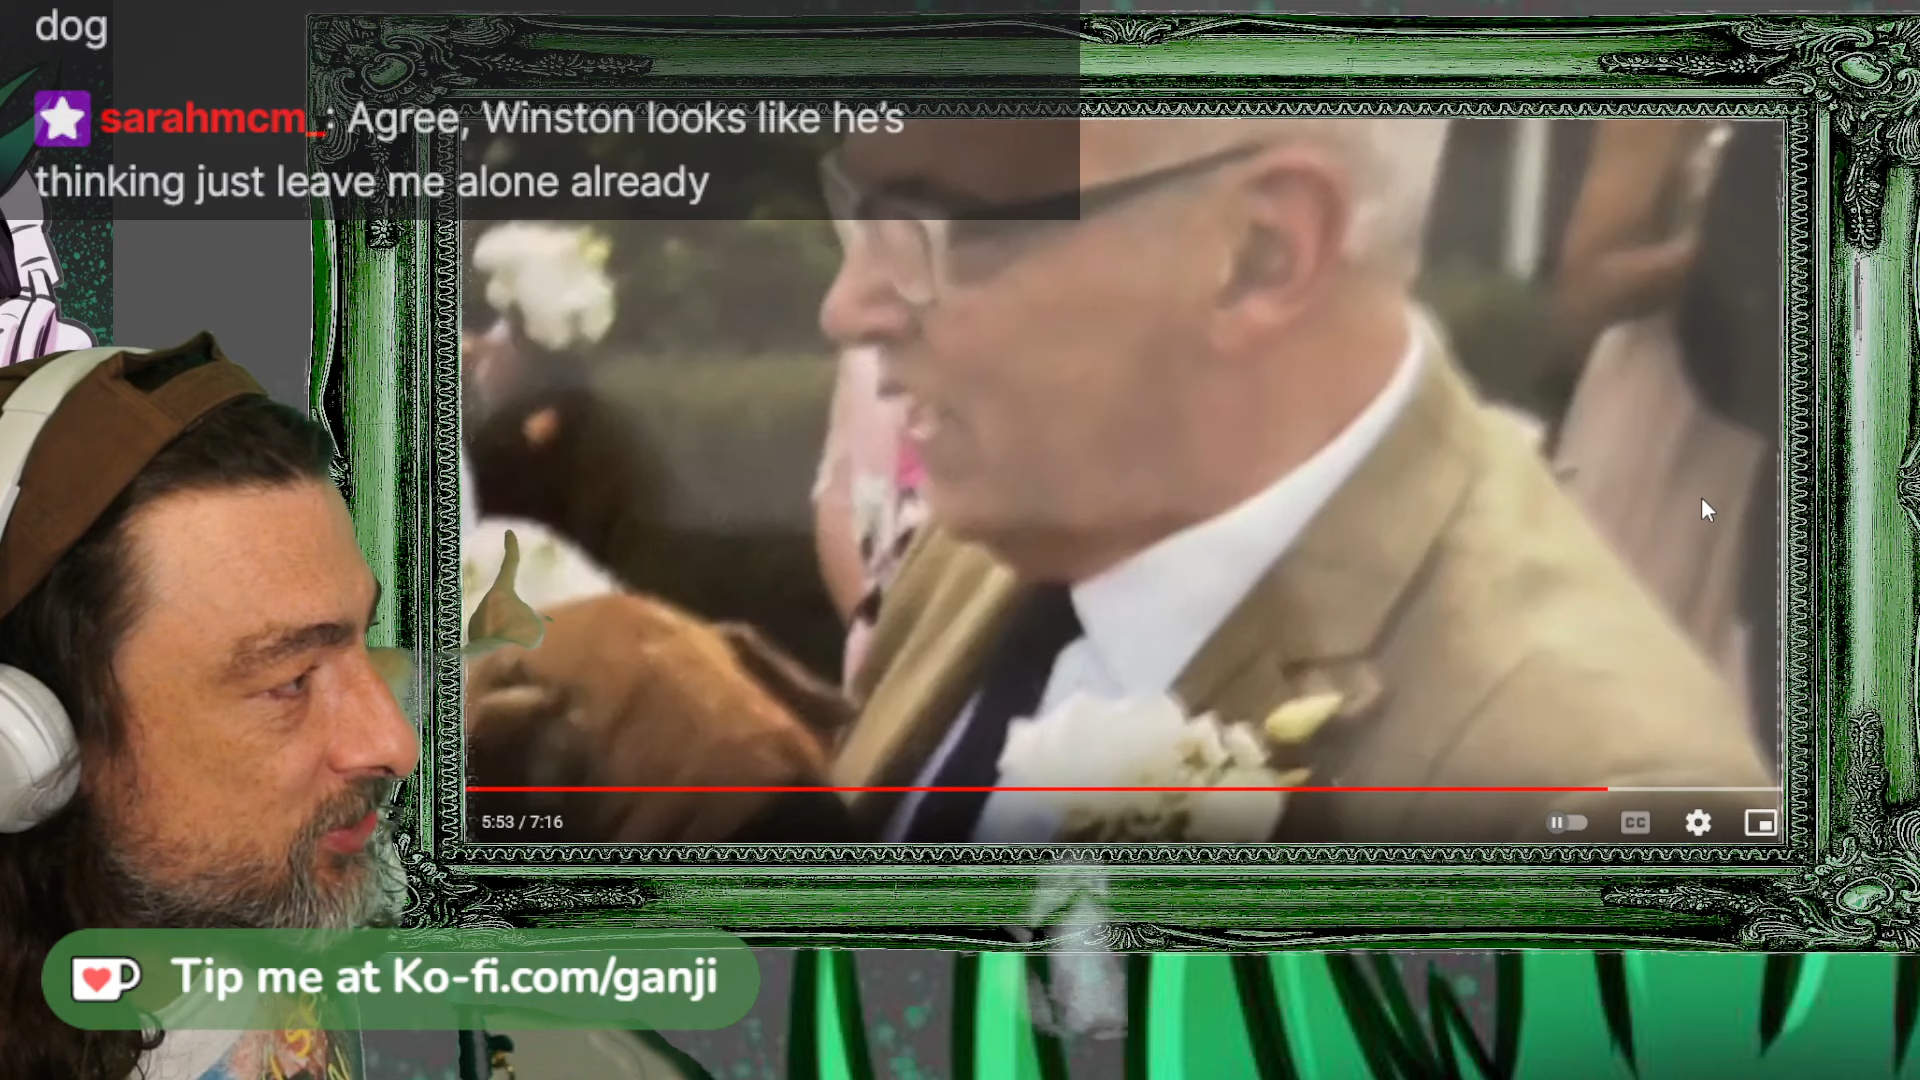 dog
sarahmcm_: Agree, Winston looks like he's
thinking just leave me alone already
5:53 / 7:16
CC
Tip me at Ko-fi.com/ganji